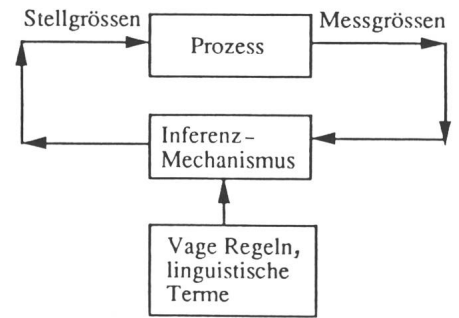 Stellgrössen
Messgrössen
Prozess
Inferenz-
Mechanismus
Vage Regeln,
linguistische
Terme